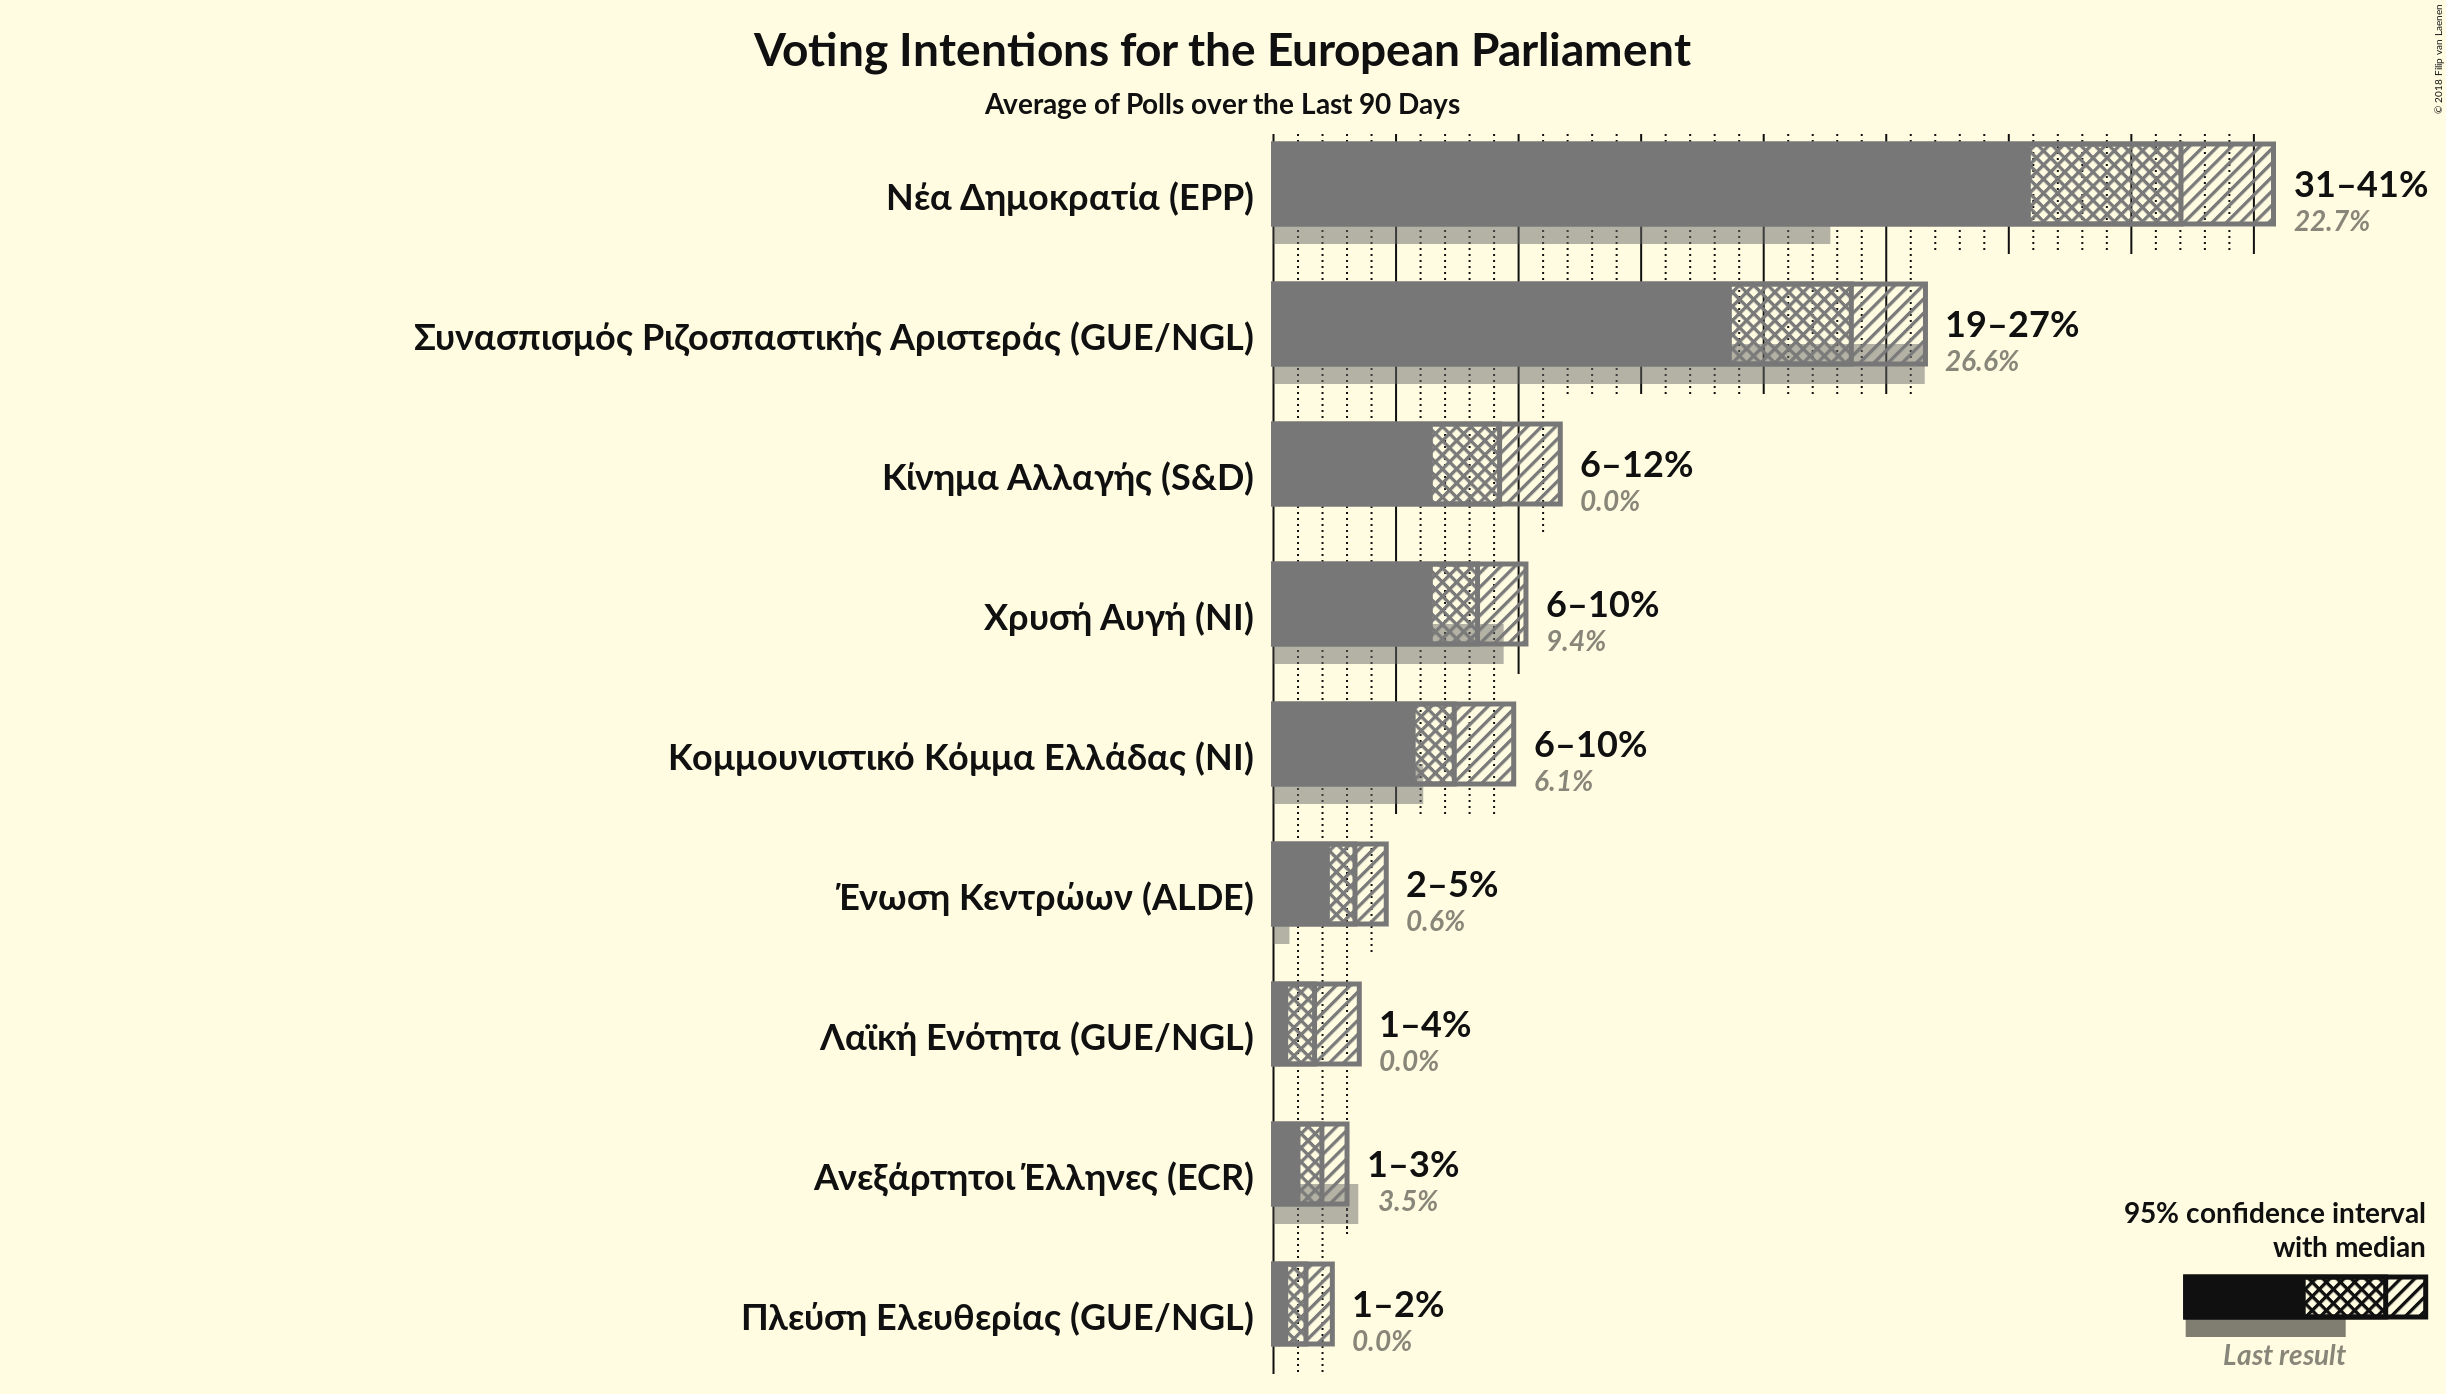 © 2018 Filip van Laenen
Voting Intentions for the European Parliament
Average of Polls over the Last 90 Days
Νέα Δημοκρατία (EPP)
31–41%
22.7%
Συνασπισμός Ριζοσπαστικής Αριστεράς (GUE/NGL)
19–27%
26.6%
Κίνημα Αλλαγής (S&D)
6–12%
0.0%
Χρυσή Αυγή (NI)
6–10%
9.4%
Κομμουνιστικό Κόμμα Ελλάδας (NI)
6–10%
6.1%
Ένωση Κεντρώων (ALDE)
2–5%
0.6%
Λαϊκή Ενότητα (GUE/NGL)
1–4%
0.0%
Ανεξάρτητοι Έλληνες (ECR)
1–3%
3.5%
Πλεύση Ελευθερίας (GUE/NGL)
1–2%
0.0%
95% confidence interval
with median
Last result